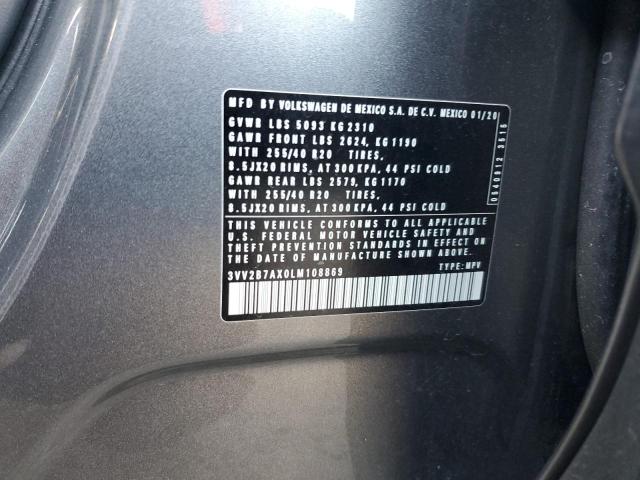 MFD BY VOLKSWAGEN DE MEXICO S.A. DE C.V. MEXICO 01/20
GVWR LBS 5093 KG 2310
GAWR FRONT LBS 2624, KG 1190
WITH 255/40 R20 TIRES,
8.5JX20 RIMS, AT 300 KPA, 44 PSI COLD
GAWR REAR LBS 2579, KG 1170
WITH 255/40 R20 TIRES,
8.5JX20 RIMS, AT 300 KPA, 44 PSI COLD
THIS VEHICLE CONFORMS TO ALL APPLICABLE
U.S. FEDERAL MOTOR VEHICLE SAFETY AND
THEFT PREVENTION STANDARDS IN EFFECT ON
THE DATE OF MANUFACTURE SHOWN ABOVE
3VV2B7AX0LM108869 TYPE: MPV